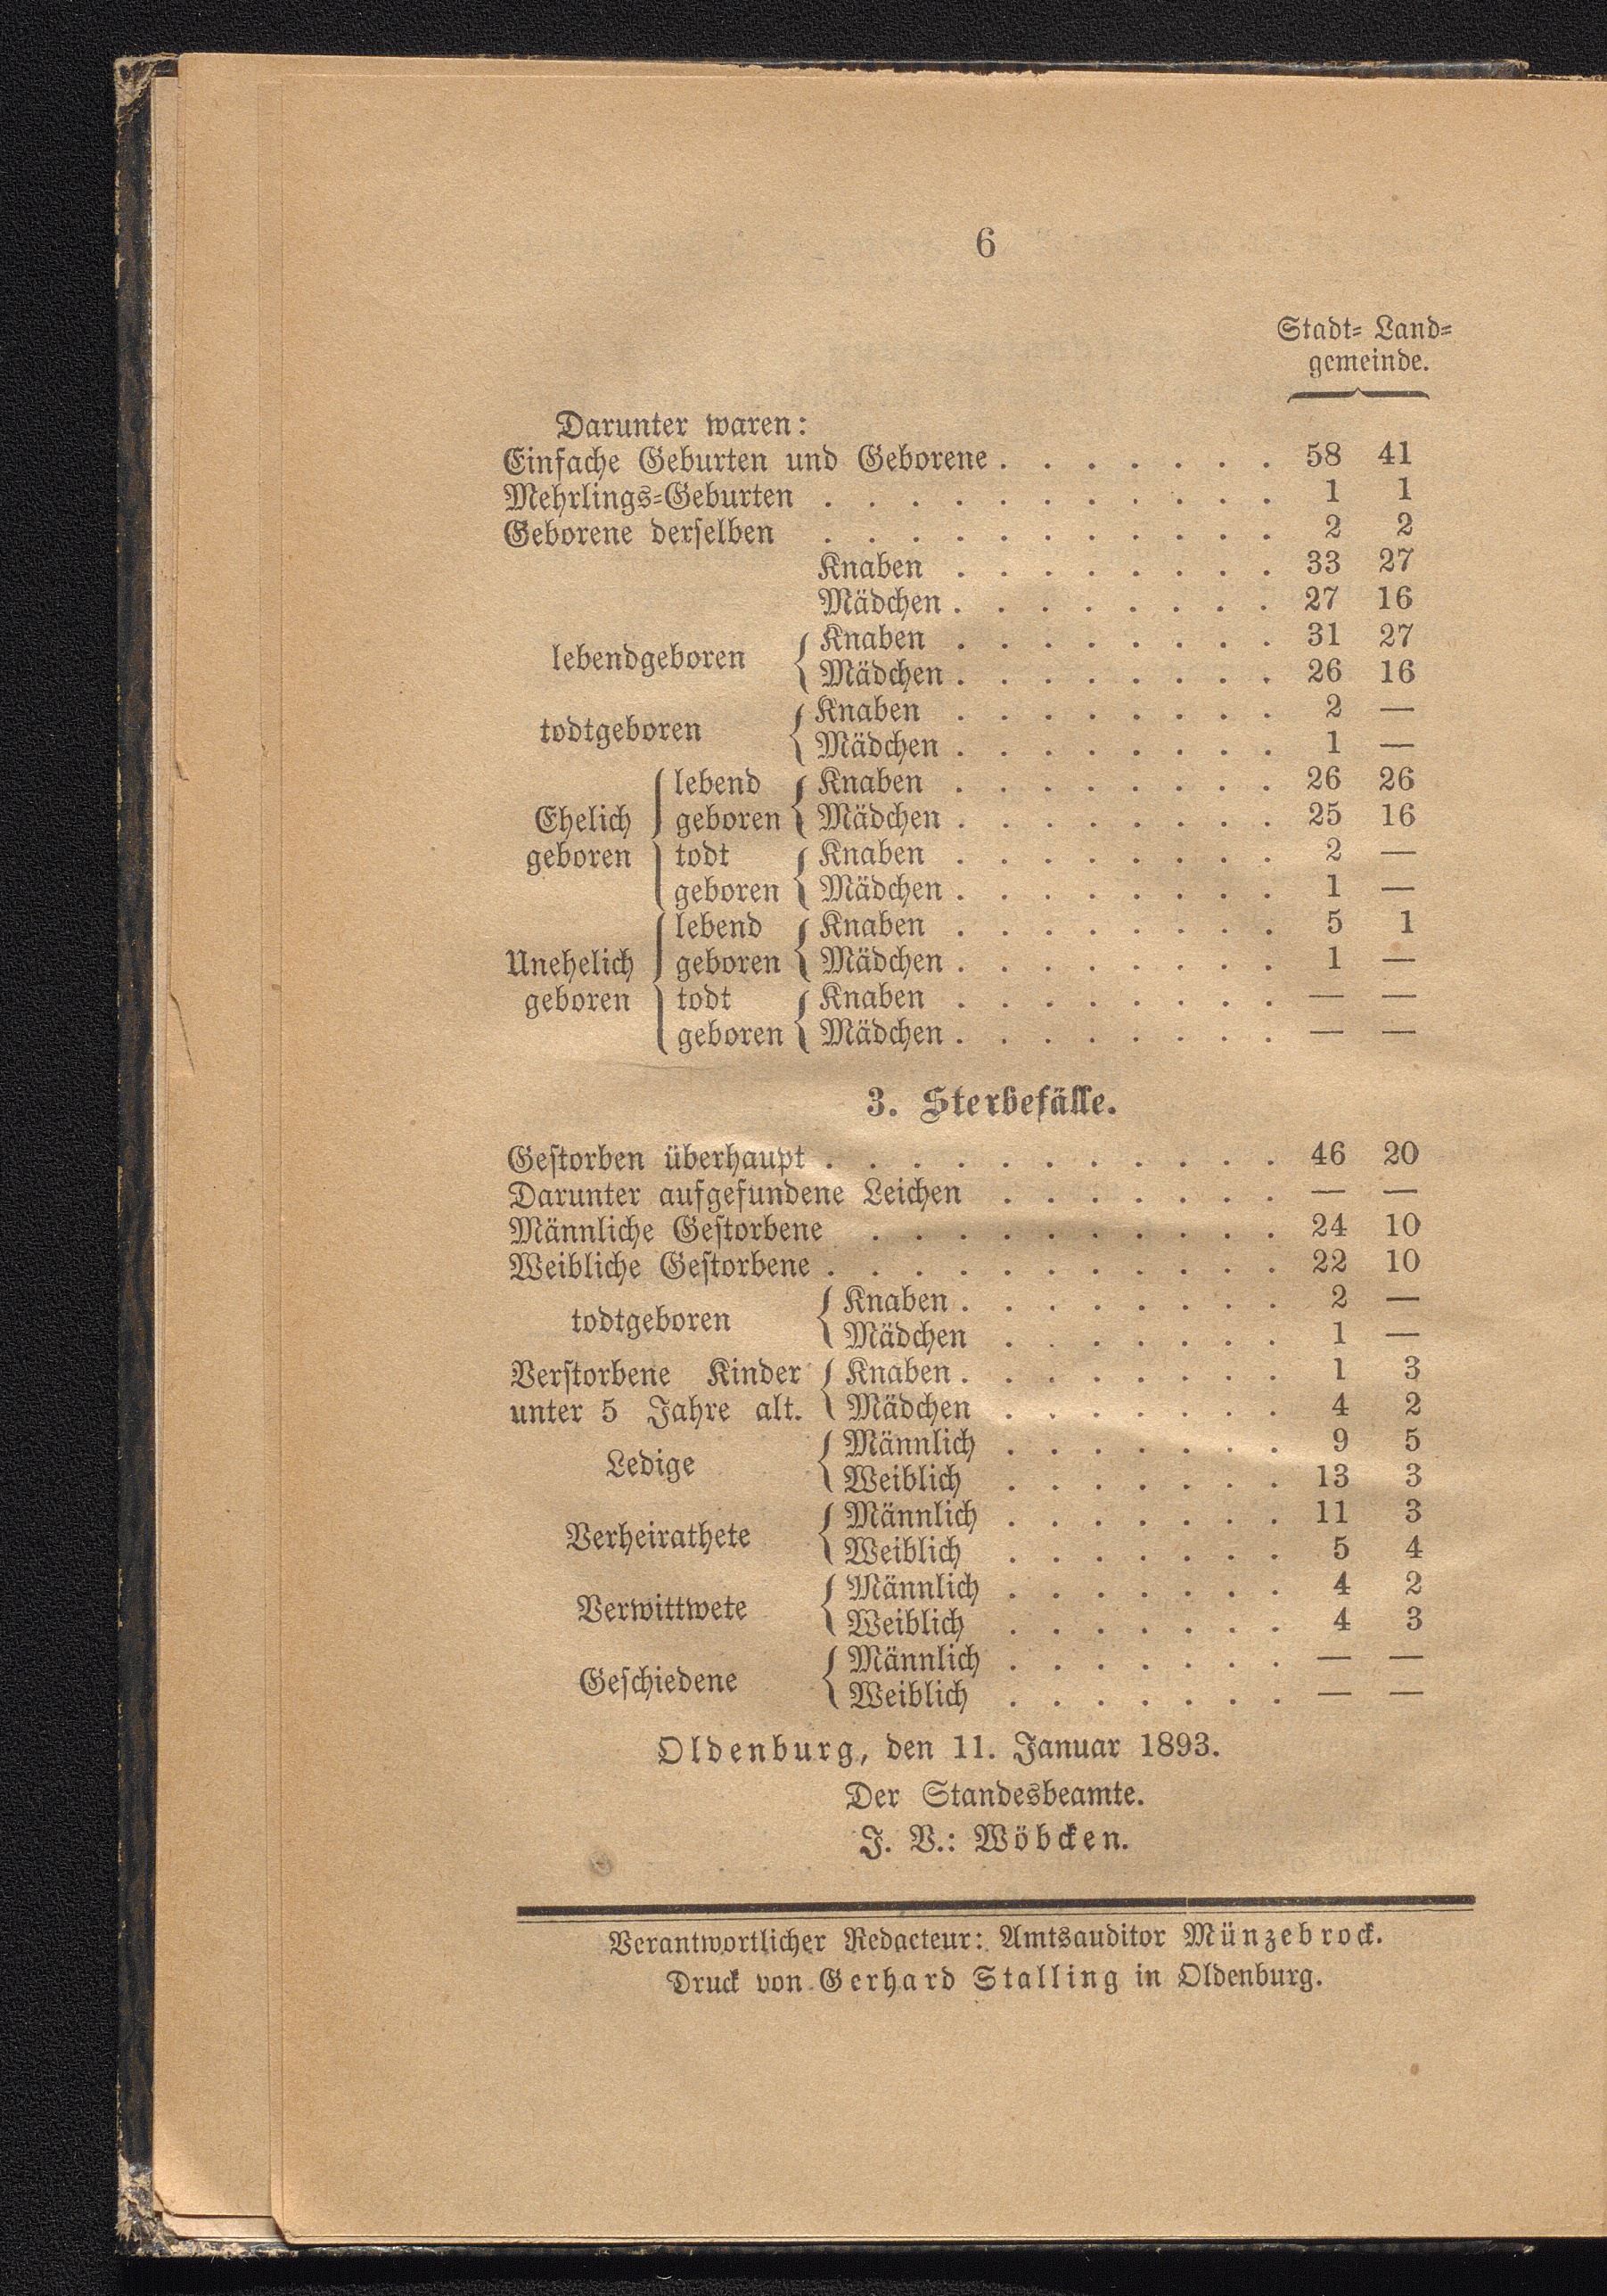 6
Stadt= Land=
gemeinde.
Darunter waren:
Einfache Geburten und Geborene . . . . . . . 58 41
Mehrlings=Geburten . . . . . . . . . . . 1 1
Geborene derselben . . . . . . . . . . . 2 2
Knaben . . . . . . . . 33 27
Mädchen . . . . . . . . 27 16
lebendgeboren { Knaben . . . . . . . . 31 27
Mädchen . . . . . . . . 26 16
todtgeboren { Knaben . . . . . . . . 2 —
Mädchen . . . . . . . . 1 —
lebend { Knaben . . . . . . . . 26 26
Ehelich geboren { Mädchen . . . . . . . . 25 16
geboren todt { Knaben . . . . . . . . 2 —
geboren { Mädchen . . . . . . . . 1 —
lebend { Knaben . . . . . . . . 5 1
Unehelich geboren { Mädchen . . . . . . . . 1 —
geboren todt { Knaben . . . . . . . . — —
geboren { Mädchen . . . . . . . . — —
3. Sterbefälle.
Gestorben überhaupt . . . . . . . . . . . 46 20
Darunter aufgefundene Leichen . . . . . . . — —
Männliche Gestorbene . . . . . . . . . . 24 10
Weibliche Gestorbene . . . . . . . . . . . 22 10
todtgeboren { Knaben . . . . . . . . 2 —
Mädchen . . . . . . . 1 —
Verstorbene Kinder { Knaben . . . . . . . . 1 3
unter 5 Jahre alt. { Mädchen . . . . . . . 4 2
Ledige { Männlich . . . . . . . 9 5
Weiblich . . . . . . . 13 3
Verheirathete { Männlich . . . . . . . 11 3
Weiblich . . . . . . . 5 4
Verwittwete { Männlich . . . . . . . 4 2
Weiblich . . . . . . . 4 3
Geschiedene { Männlich . . . . . . . — —
Weiblich . . . . . . . — —
Oldenburg, den 11. Januar 1893.
Der Standesbeamte.
J. V.: Wöbcken.
Verantwortlicher Redacteur: Amtsauditor Münzebrock.
Druck von Gerhard Stalling in Oldenburg.